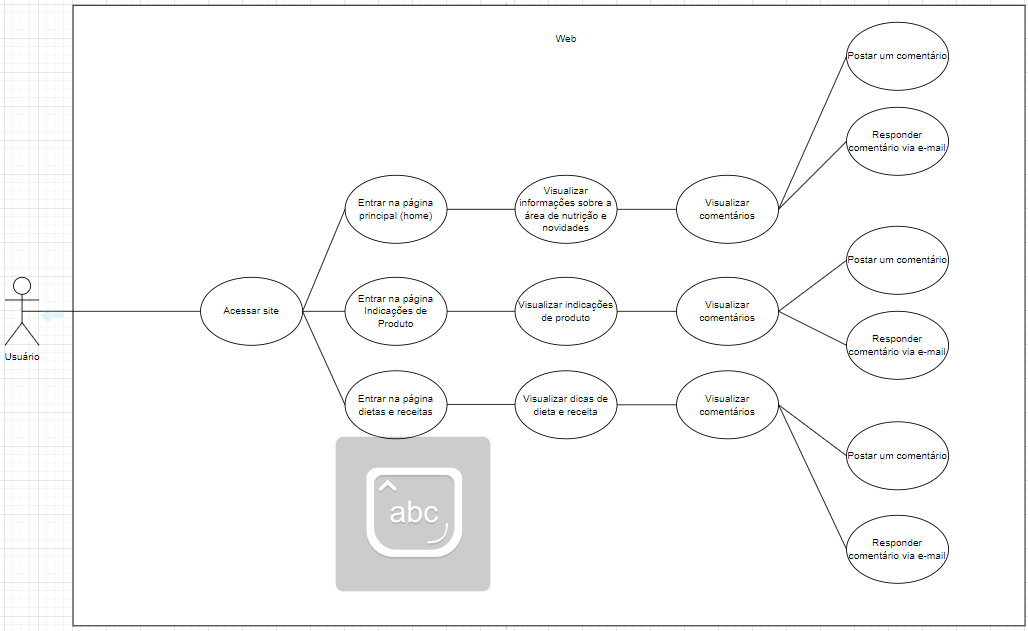 Web
Usuário
Acessar site
Entrar na página
principal (home)
Visualizar
informações sobre a
área de nutrição e
novidades
Visualizar
comentários
Postar um comentário
Responder
comentário via e-mail
Entrar na página
Indicações de
Produto
Visualizar indicações
de produto
Visualizar
comentários
Postar um comentário
Responder
comentário via e-mail
Entrar na página
dietas e receitas
Visualizar dicas de
dieta e receita
Visualizar
comentários
Postar um comentário
Responder
comentário via e-mail
abc